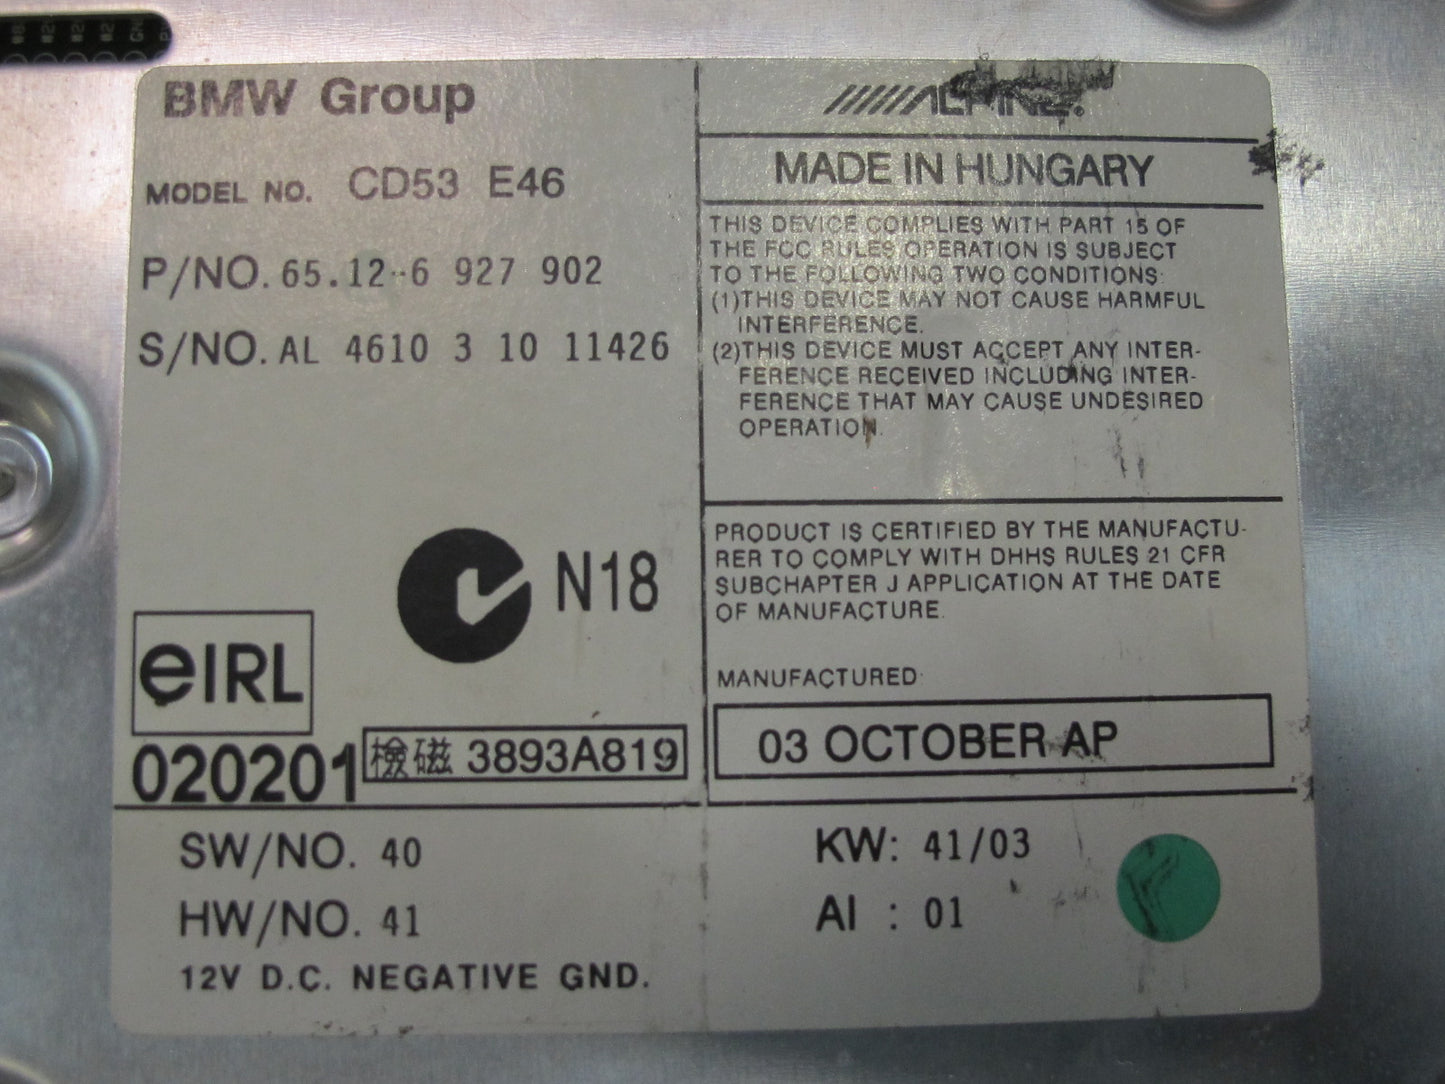 BMW Group
MODEL NO. CD53 E46
P/NO. 65.12-6 927 902
S/NO. AL 4610 3 10 11426
N18
eIRL
020201
檢磁 3893A819
ALPINE®
MADE IN HUNGARY
THIS DEVICE COMPLIES WITH PART 15 OF
THE FCC RULES OPERATION IS SUBJECT
TO THE FOLLOWING TWO CONDITIONS:
(1)THIS DEVICE MAY NOT CAUSE HARMFUL
INTERFERENCE.
(2)THIS DEVICE MUST ACCEPT ANY INTER-
FERENCE RECEIVED INCLUDING INTER-
FERENCE THAT MAY CAUSE UNDESIRED
OPERATION.
PRODUCT IS CERTIFIED BY THE MANUFACTU-
RER TO COMPLY WITH DHHS RULES 21 CFR
SUBCHAPTER J APPLICATION AT THE DATE
OF MANUFACTURE.
MANUFACTURED:
03 OCTOBER AP
SW/NO. 40
HW/NO. 41
12V D.C. NEGATIVE GND.
KW: 41/03
AI : 01